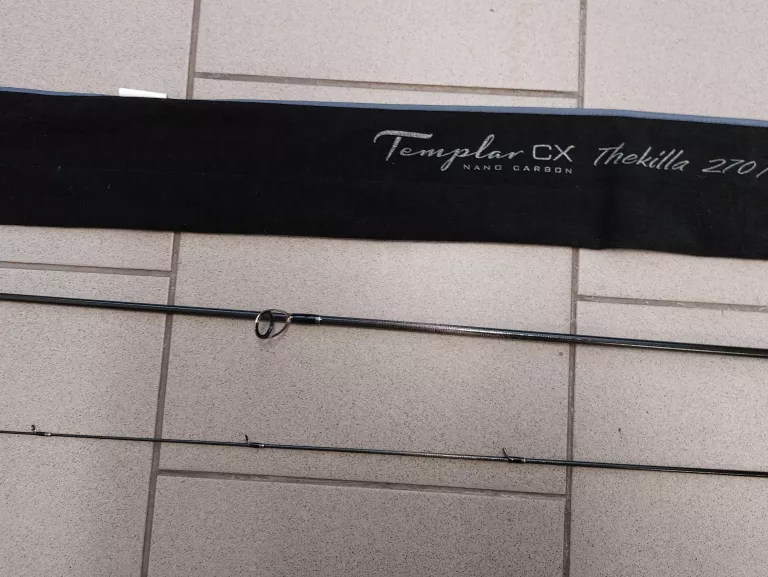 Templar CX Thekilla 270
NANO CARBON